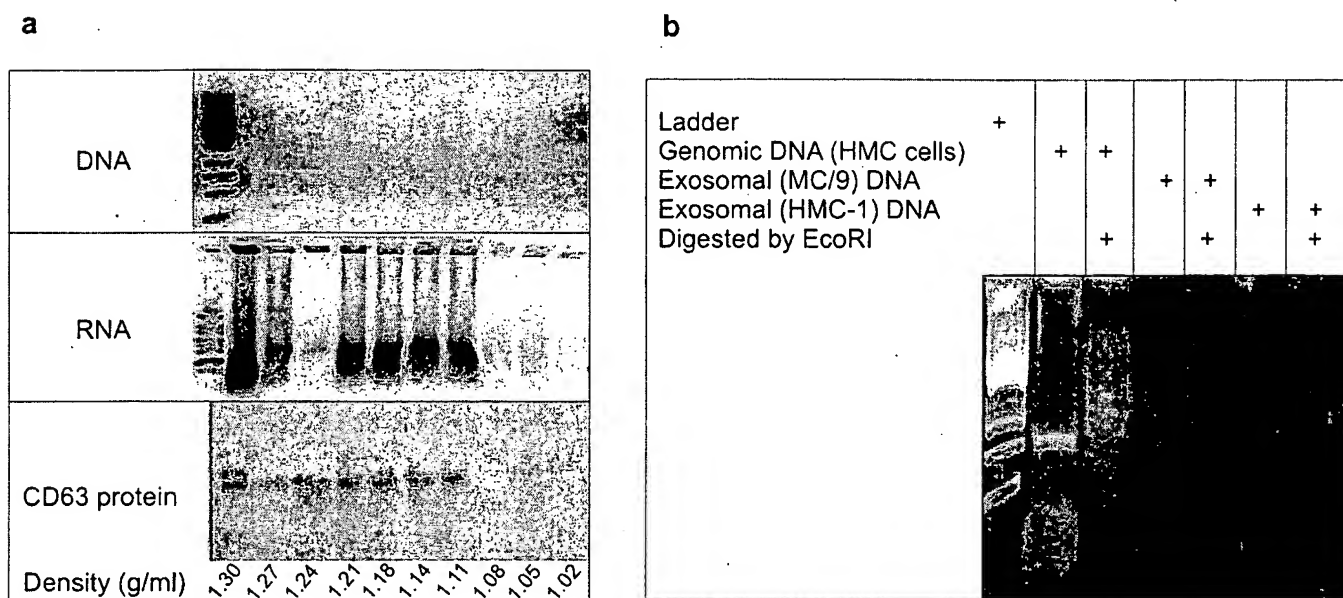 a
DNA
RNA
CD63 protein
Density (g/ml) 1.30 1.27 1.24 1.21 1.18 1.14 1.11 1.08 1.05 1.02
b
Ladder +
Genomic DNA (HMC cells) + +
Exosomal (MC/9) DNA + +
Exosomal (HMC-1) DNA + +
Digested by EcoRI + + +